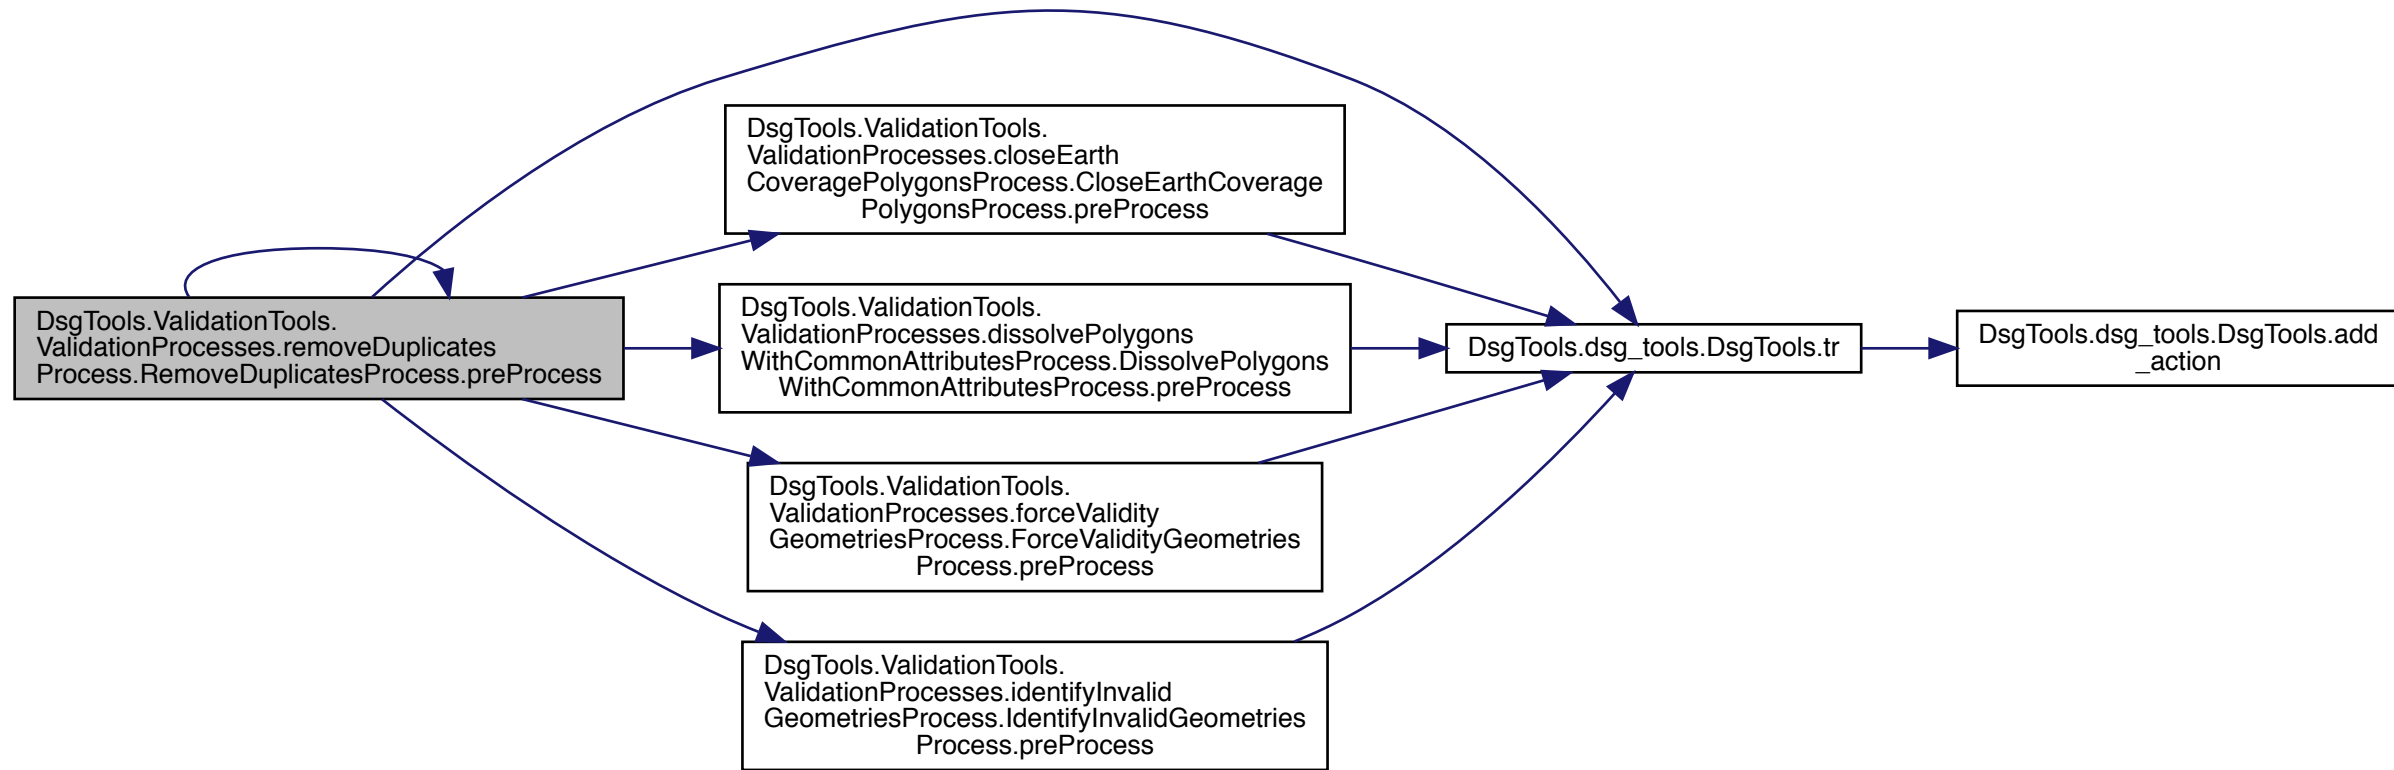 DsgTools.ValidationTools.
ValidationProcesses.removeDuplicates
Process.RemoveDuplicatesProcess.preProcess
DsgTools.ValidationTools.
ValidationProcesses.closeEarth
CoveragePolygonsProcess.CloseEarthCoverage
PolygonsProcess.preProcess
DsgTools.ValidationTools.
ValidationProcesses.dissolvePolygons
WithCommonAttributesProcess.DissolvePolygons
WithCommonAttributesProcess.preProcess
DsgTools.ValidationTools.
ValidationProcesses.forceValidity
GeometriesProcess.ForceValidityGeometries
Process.preProcess
DsgTools.ValidationTools.
ValidationProcesses.identifyInvalid
GeometriesProcess.IdentifyInvalidGeometries
Process.preProcess
DsgTools.dsg_tools.DsgTools.tr
DsgTools.dsg_tools.DsgTools.add
_action